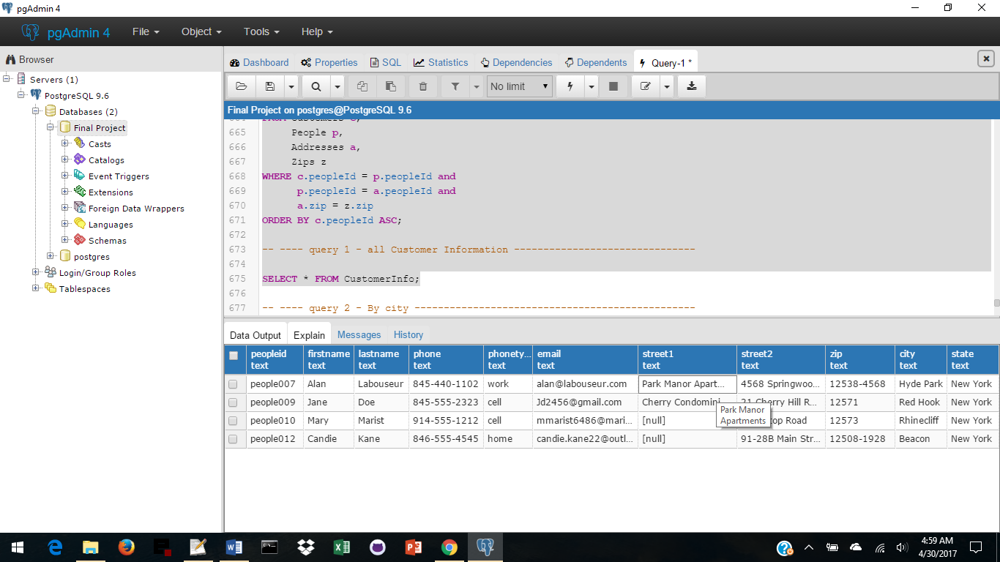 pgAdmin 4
pgAdmin 4 File Object Tools Help
Browser
Dashboard Properties SQL Statistics Dependencies Dependents Query-1 *
Servers (1)
PostgreSQL 9.6
Databases (2)
Final Project
Casts
Catalogs
Event Triggers
Extensions
Foreign Data Wrappers
Languages
Schemas
postgres
Login/Group Roles
Tablespaces
No limit
Final Project on postgres@PostgreSQL 9.6
665 People p,
666 Addresses a,
667 Zips z
668 WHERE c.peopleId = p.peopleId and
669 p.peopleId = a.peopleId and
670 a.zip = z.zip
671 ORDER BY c.peopleId ASC;
672
673 -- ---- query 1 - all Customer Information -------------------------------
674
675 SELECT * FROM CustomerInfo;
676
677 -- ---- query 2 - By city ------------------------------------------------
Data Output Explain Messages History
peopleid firstname lastname phone phonety... email street1 street2 zip city state
text text text text text text text text text text text
people007 Alan Labouseur 845-440-1102 work alan@labouseur.com Park Manor Apart... 4568 Springwoo... 12538-4568 Hyde Park New York
people009 Jane Doe 845-555-2323 cell Jd2456@gmail.com Cherry Condomini 21 Cherry Hill R... 12571 Red Hook New York
Park Manor
Apartments
people010 Mary Marist 914-555-1212 cell mmarist6486@mari... [null] top Road 12573 Rhinecliff New York
people012 Candie Kane 846-555-4545 home candie.kane22@outl... [null] 91-28B Main Str... 12508-1928 Beacon New York
4:59 AM
4/30/2017